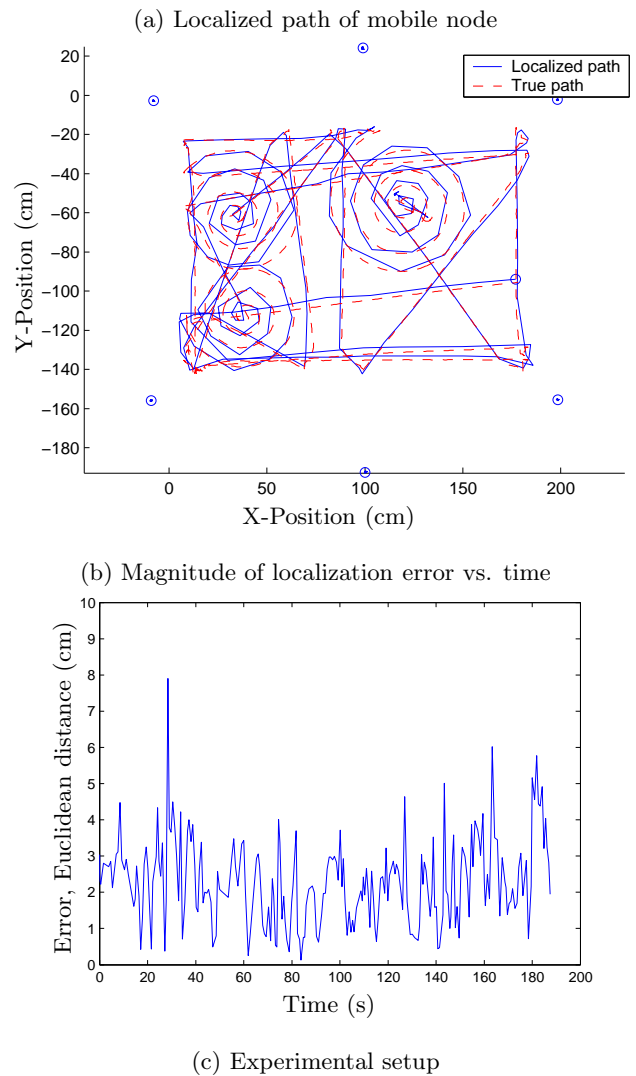 (a) Localized path of mobile node
20
0
−20
−40
−60
−80
−100
−120
−140
−160
−180
Y-Position (cm)
Localized path
True path
0 50 100 150 200
X-Position (cm)
(b) Magnitude of localization error vs. time
10
9
8
7
6
5
4
3
2
1
0
Error, Euclidean distance (cm)
0 20 40 60 80 100 120 140 160 180 200
Time (s)
(c) Experimental setup